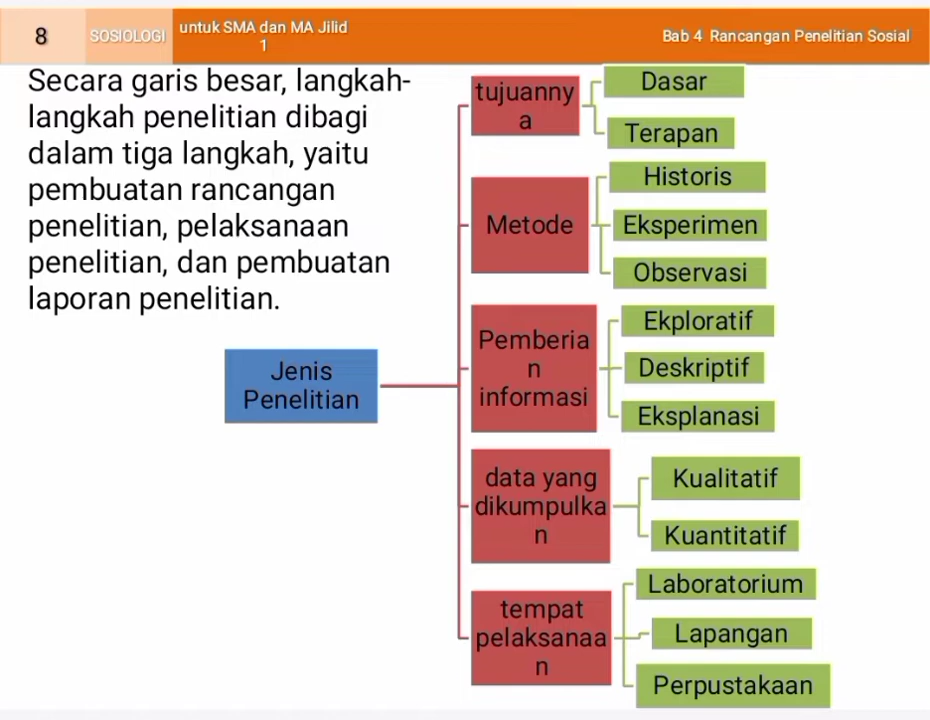 8
SOSIOLOGI
untuk SMA dan MA Jilid
1
Bab 4 Rancangan Penelitian Sosial
Secara garis besar, langkah-
langkah penelitian dibagi
dalam tiga langkah, yaitu
pembuatan rancangan
penelitian, pelaksanaan
penelitian, dan pembuatan
laporan penelitian.
Jenis
Penelitian
tujuanny
a
Dasar
Terapan
Metode
Historis
Eksperimen
Observasi
Pemberia
n
informasi
Ekploratif
Deskriptif
Eksplanasi
data yang
dikumpulka
n
Kualitatif
Kuantitatif
tempat
pelaksanaa
n
Laboratorium
Lapangan
Perpustakaan